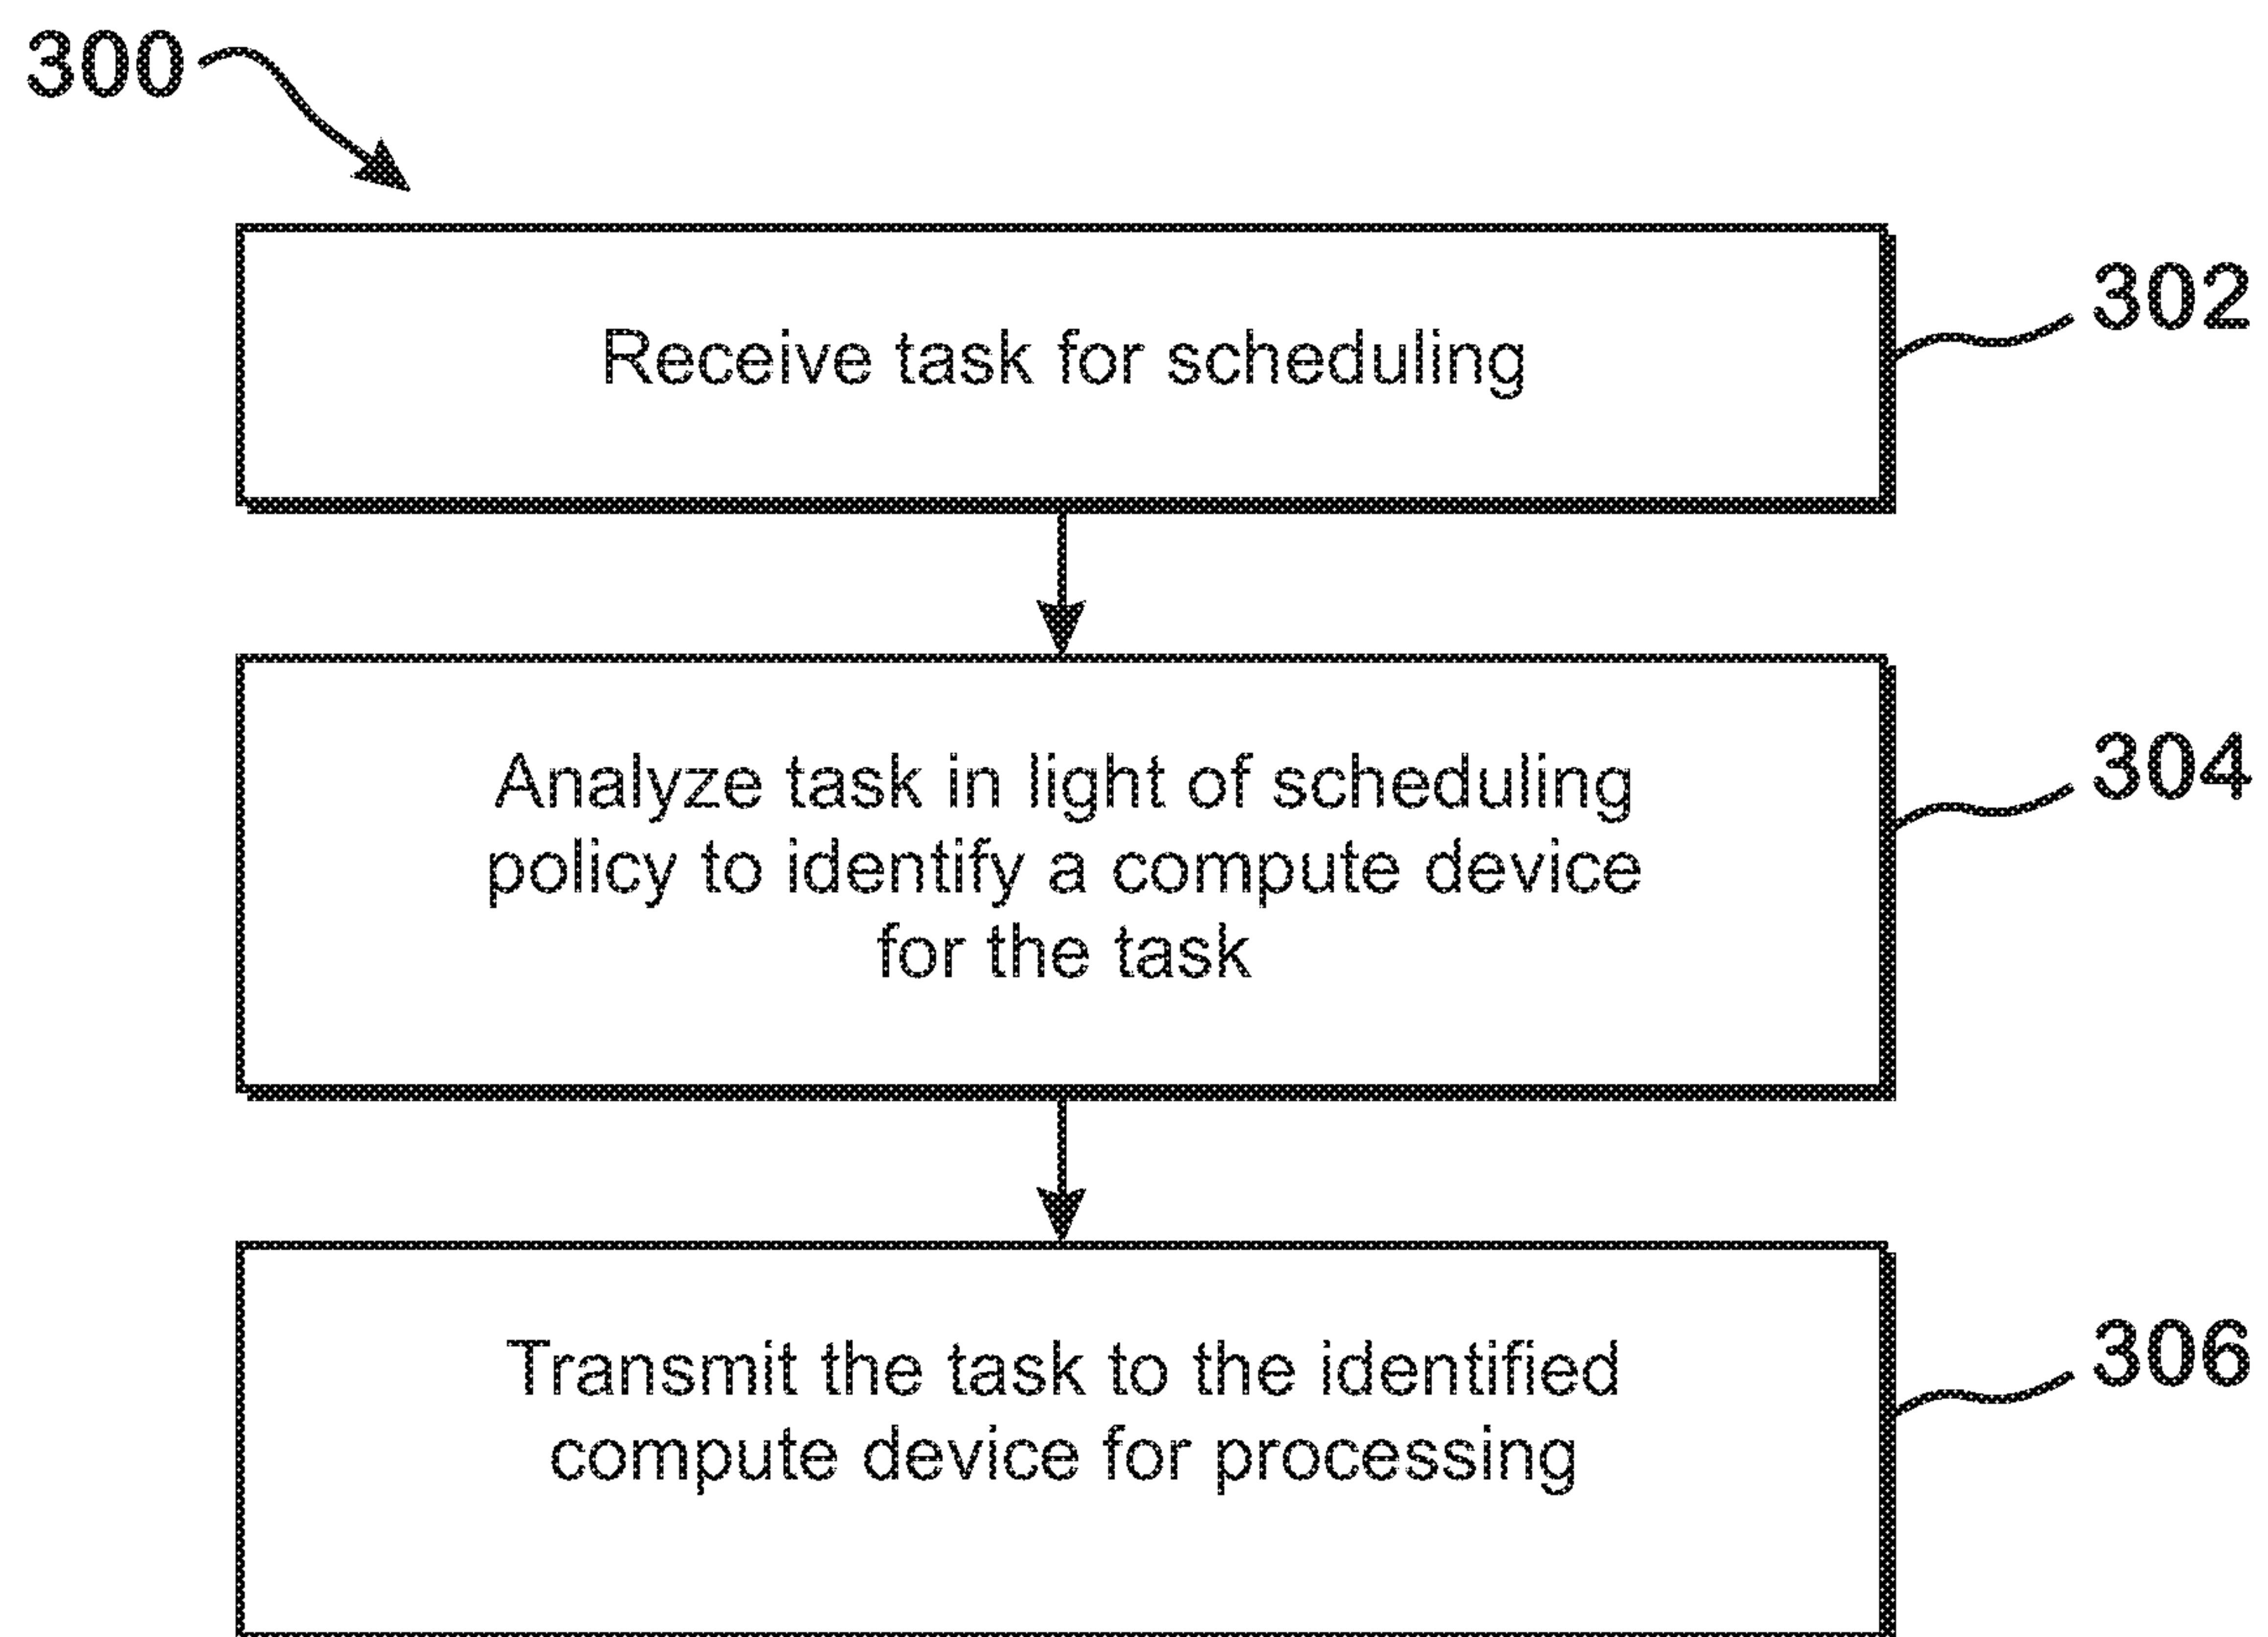 300
Receive task for scheduling
302
Analyze task in light of scheduling
policy to identify a compute device
for the task
304
Transmit the task to the identified
compute device for processing
306